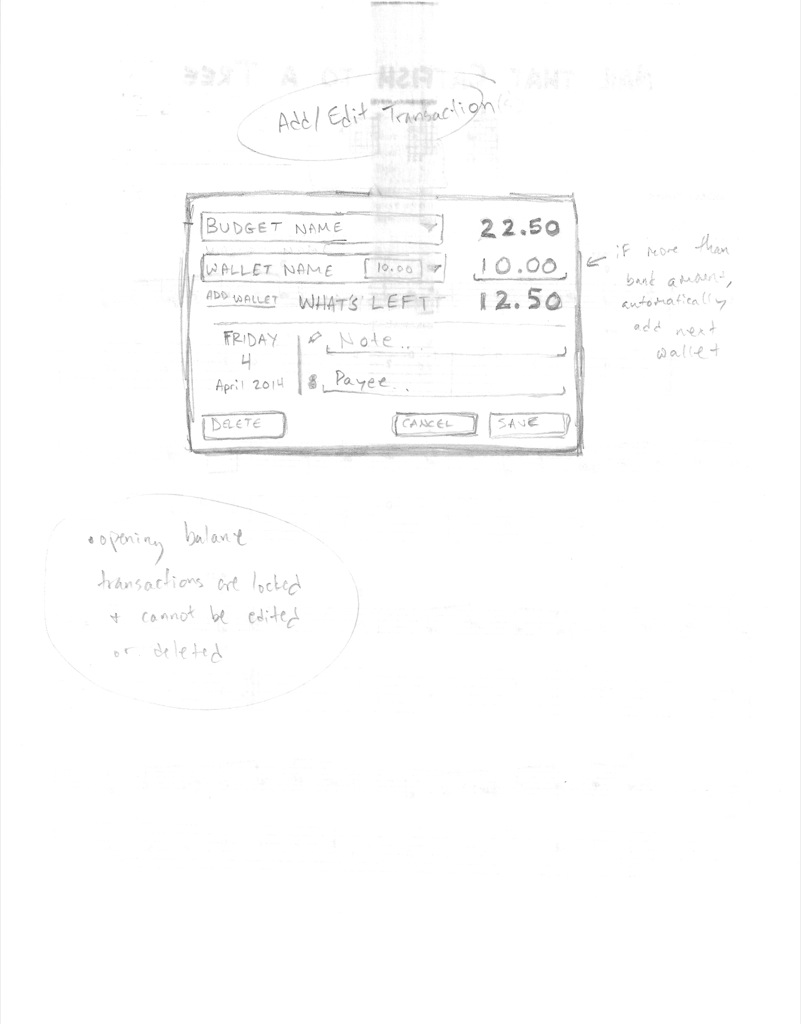 Add/Edit Transaction
BUDGET NAME 22.50
WALLET NAME 10.00 10.00
ADD WALLET WHAT'S LEFT 12.50
FRIDAY
4
April 2014
Note...
Payee...
DELETE CANCEL SAVE
if more than
bank amount,
automatically
add next
wallet
• opening balance
transactions are locked
+ cannot be edited
or deleted